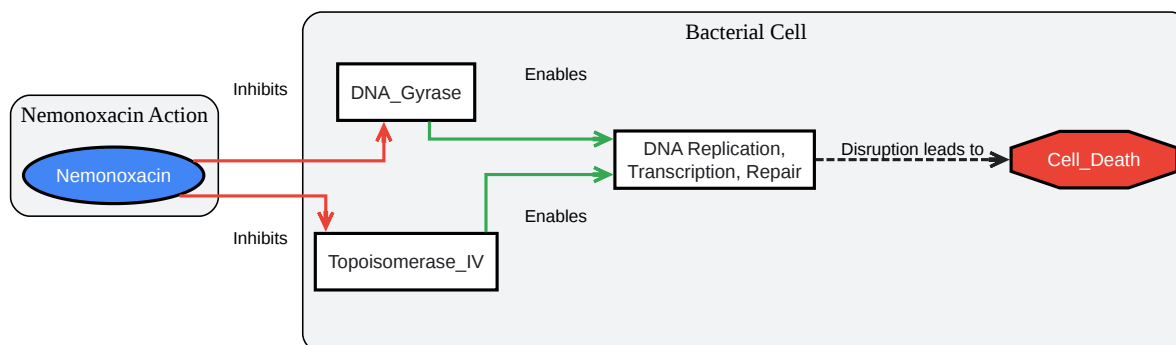 Bacterial Cell
Inhibits
Enables
DNA_Gyrase
Nemonoxacin Action
Nemonoxacin
DNA Replication,
Transcription, Repair
Disruption leads to
Cell_Death
Enables
Inhibits
Topoisomerase_IV